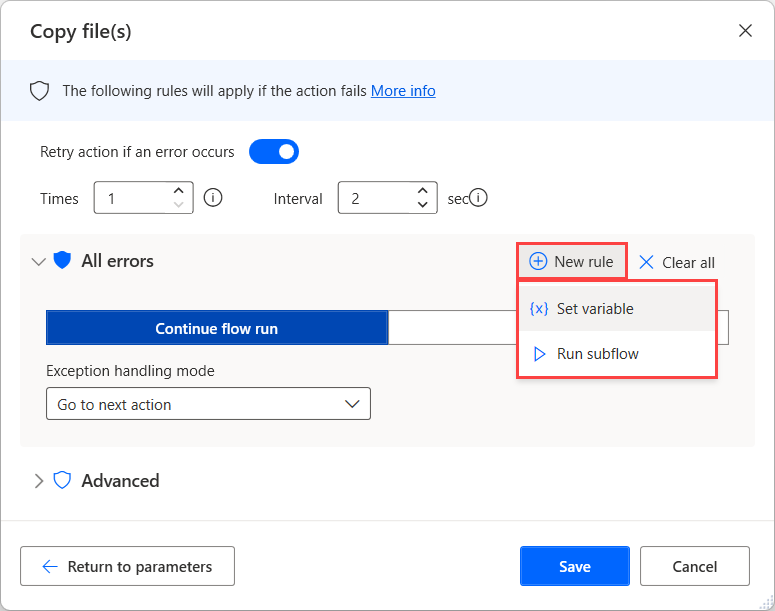 Copy file(s)
The following rules will apply if the action fails More info
Retry action if an error occurs
Times 1 Interval 2 sec
All errors New rule Clear all
Set variable
Continue flow run
Run subflow
Exception handling mode
Go to next action
Advanced
Return to parameters Save Cancel